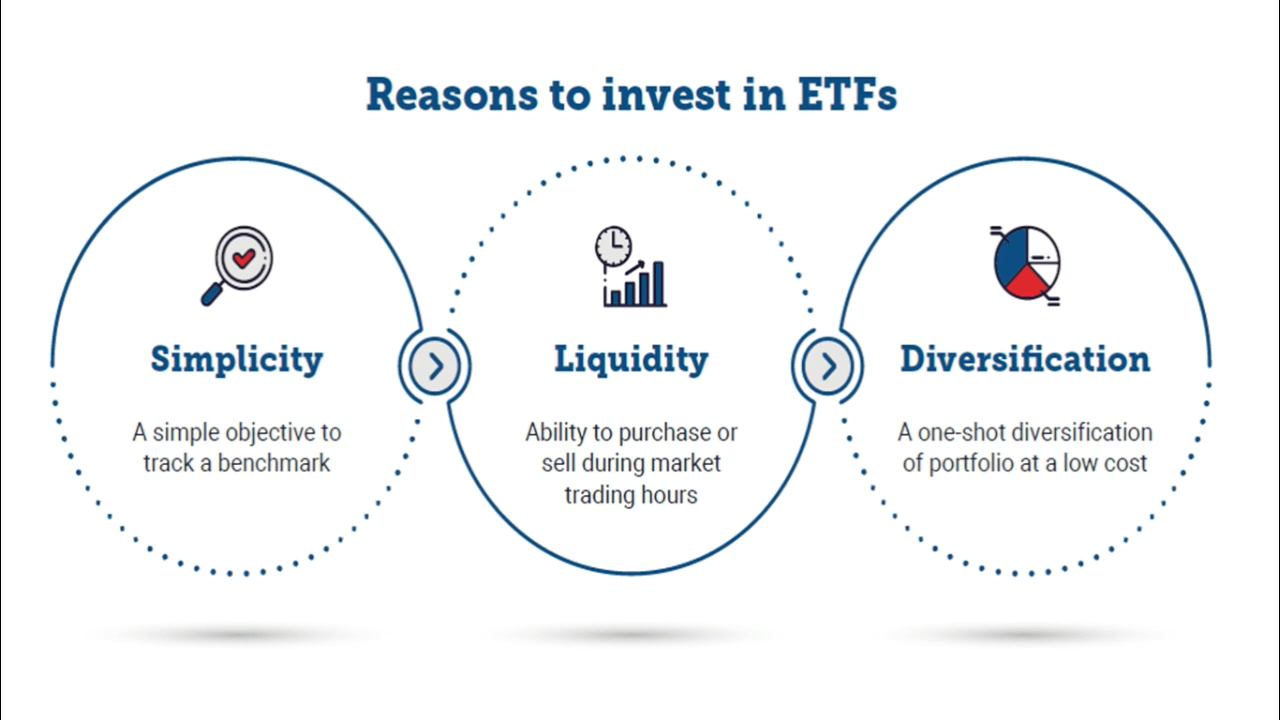 Reasons to invest in ETFs
Simplicity
A simple objective to
track a benchmark
Liquidity
Ability to purchase or
sell during market
trading hours
Diversification
A one-shot diversification
of portfolio at a low cost